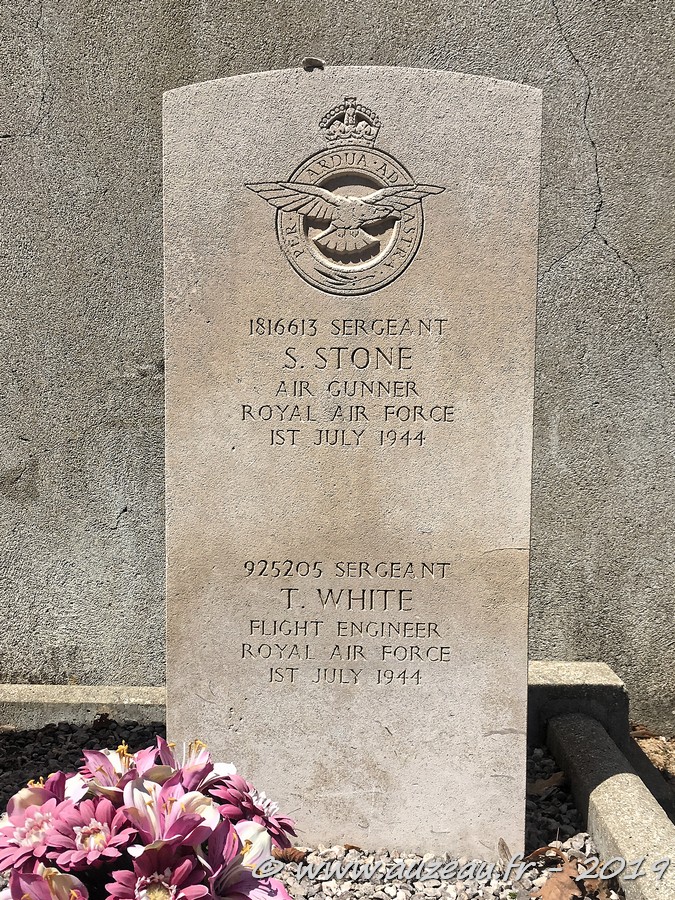 PER ARDUA AD ASTRA
1816613 SERGEANT
S. STONE
AIR GUNNER
ROYAL AIR FORCE
1ST JULY 1944
925205 SERGEANT
T. WHITE
FLIGHT ENGINEER
ROYAL AIR FORCE
1ST JULY 1944
© www.auzeau.fr - 2019